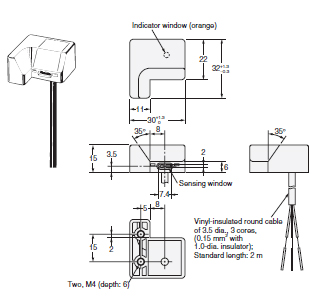 Indicator window (orange)
22
32+1.3
-0.3
11
30+1.3
0
35°
8
35°
15
3.5
2
6
Sensing window
7.4
5
8
Vinyl-insulated round cable
of 3.5 dia., 3 cores,
(0.15 mm² with
1.0-dia. insulator);
Standard length: 2 m
15
2
Two, M4 (depth: 6)